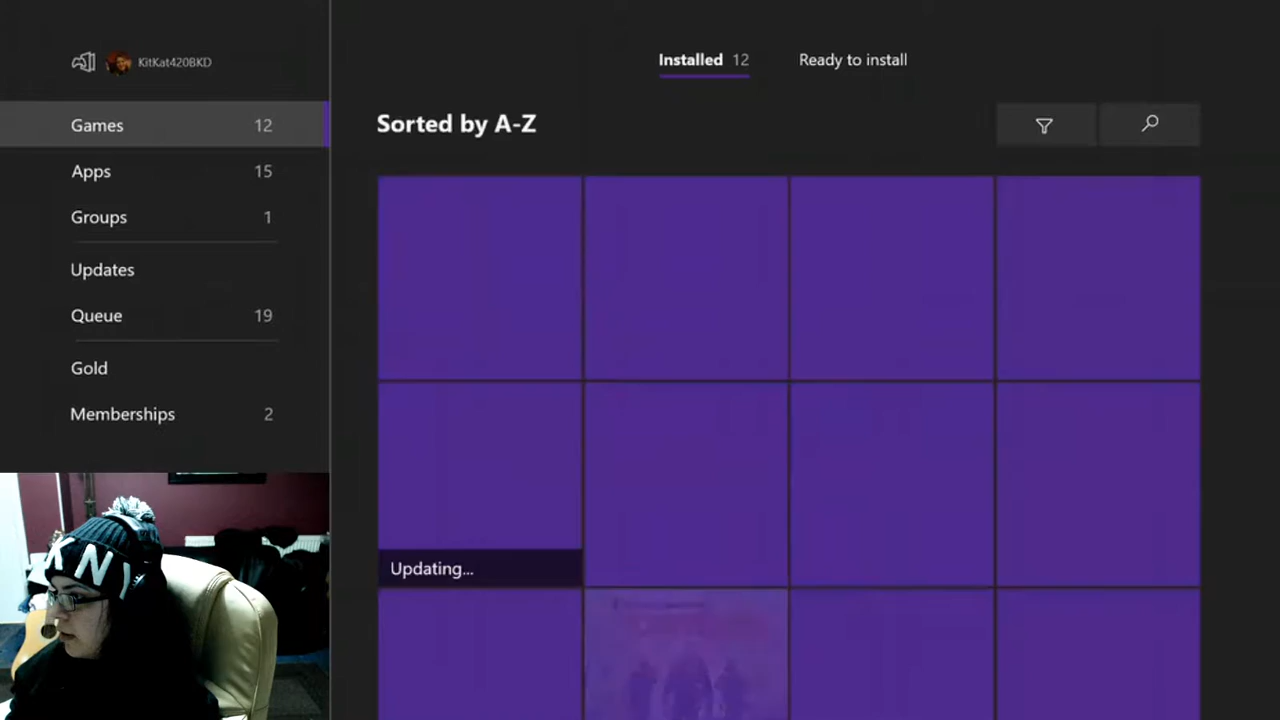 KitKat420BKD
Installed 12
Ready to install
Games 12
Sorted by A-Z
Apps 15
Groups 1
Updates
Queue 19
Gold
Memberships 2
Updating...
KNY